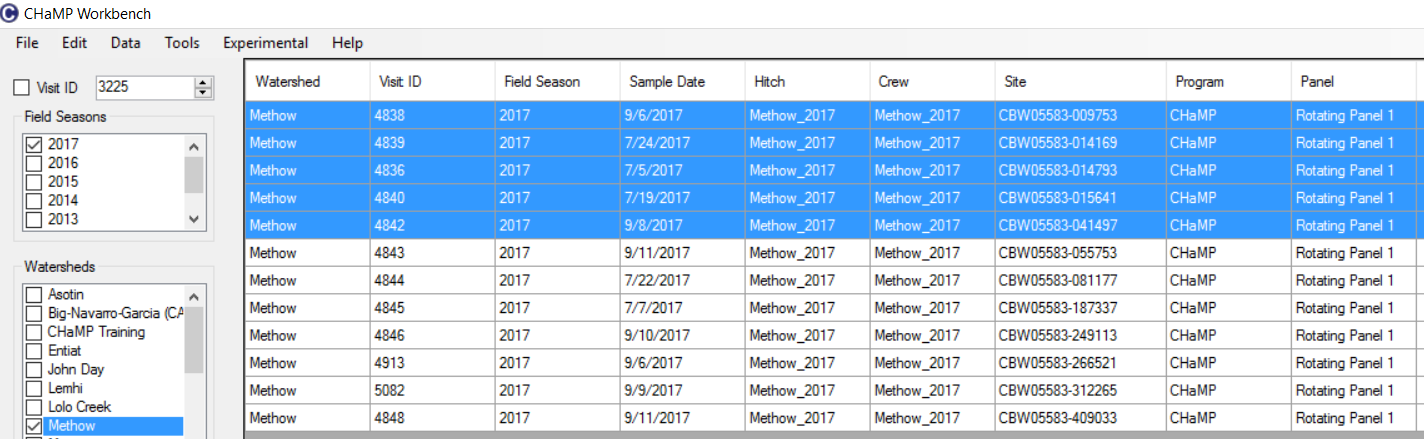 CHaMP Workbench
File Edit Data Tools Experimental Help
Visit ID 3225
Field Seasons
2017
2016
2015
2014
2013
Watersheds
Asotin
Big-Navarro-Garcia (CA
CHaMP Training
Entiat
John Day
Lemhi
Lolo Creek
Methow
Watershed Visit ID Field Season Sample Date Hitch Crew Site Program Panel
Methow 4838 2017 9/6/2017 Methow_2017 Methow_2017 CBW05583-009753 CHaMP Rotating Panel 1
Methow 4839 2017 7/24/2017 Methow_2017 Methow_2017 CBW05583-014169 CHaMP Rotating Panel 1
Methow 4836 2017 7/5/2017 Methow_2017 Methow_2017 CBW05583-014793 CHaMP Rotating Panel 1
Methow 4840 2017 7/19/2017 Methow_2017 Methow_2017 CBW05583-015641 CHaMP Rotating Panel 1
Methow 4842 2017 9/8/2017 Methow_2017 Methow_2017 CBW05583-041497 CHaMP Rotating Panel 1
Methow 4843 2017 9/11/2017 Methow_2017 Methow_2017 CBW05583-055753 CHaMP Rotating Panel 1
Methow 4844 2017 7/22/2017 Methow_2017 Methow_2017 CBW05583-081177 CHaMP Rotating Panel 1
Methow 4845 2017 7/7/2017 Methow_2017 Methow_2017 CBW05583-187337 CHaMP Rotating Panel 1
Methow 4846 2017 9/10/2017 Methow_2017 Methow_2017 CBW05583-249113 CHaMP Rotating Panel 1
Methow 4913 2017 9/6/2017 Methow_2017 Methow_2017 CBW05583-266521 CHaMP Rotating Panel 1
Methow 5082 2017 9/9/2017 Methow_2017 Methow_2017 CBW05583-312265 CHaMP Rotating Panel 1
Methow 4848 2017 9/11/2017 Methow_2017 Methow_2017 CBW05583-409033 CHaMP Rotating Panel 1